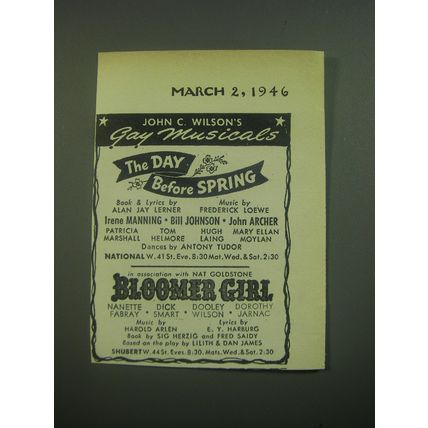 MARCH 2, 1946
JOHN C. WILSON'S
Gay Musicals
The DAY
Before SPRING
Book & Lyrics by Music by
ALAN JAY LERNER FREDERICK LOEWE
Irene MANNING • Bill JOHNSON • John ARCHER
PATRICIA TOM HUGH MARY ELLAN
MARSHALL HELMORE LAING MOYLAN
Dances by ANTONY TUDOR
NATIONAL W. 41 St. Eves. 8:30 Mat. Wed. & Sat. 2:30
in association with NAT GOLDSTONE
BLOOMER GIRL
NANETTE DICK DOOLEY DOROTHY
FABRAY • SMART • WILSON • JARNAC
Music by Lyrics by
HAROLD ARLEN E. Y. HARBURG
Book by SIG HERZIG and FRED SAIDY
Based on the play by LILITH & DAN JAMES
SHUBERT W. 44 St. Eves. 8:30. Mats. Wed. & Sat. 2:30